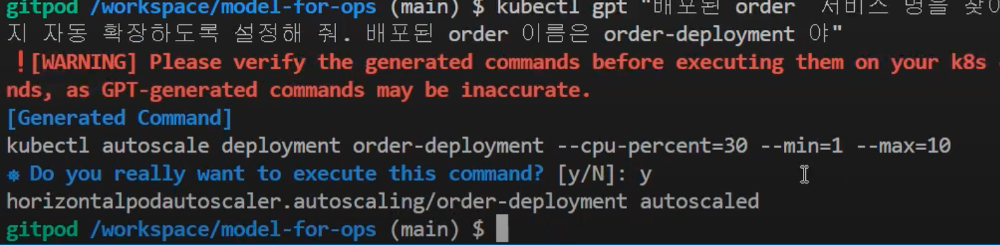 gitpod /workspace/model-for-ops (main) $ kubectl gpt "배포된 order 서비스 명을 찾아
지 자동 확장하도록 설정해 줘. 배포된 order 이름은 order-deployment 야"
![WARNING] Please verify the generated commands before executing them on your k8s
nds, as GPT-generated commands may be inaccurate.
[Generated Command]
kubectl autoscale deployment order-deployment --cpu-percent=30 --min=1 --max=10
⎈ Do you really want to execute this command? [y/N]: y
horizontalpodautoscaler.autoscaling/order-deployment autoscaled
gitpod /workspace/model-for-ops (main) $